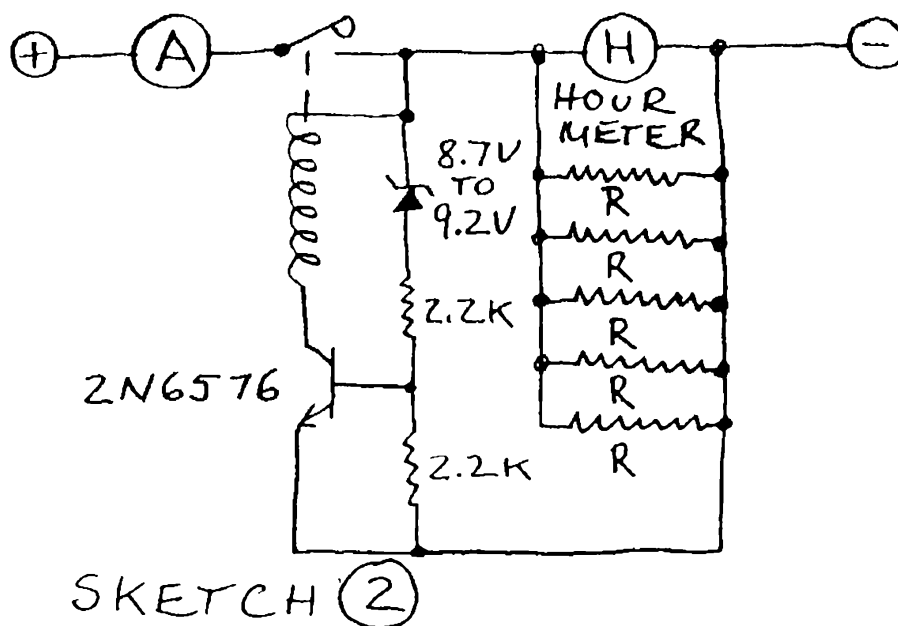 + A H -
HOUR
METER
8.7V
TO
9.2V
R
R
2.2K
R
2N6576
R
2.2K
R
SKETCH 2